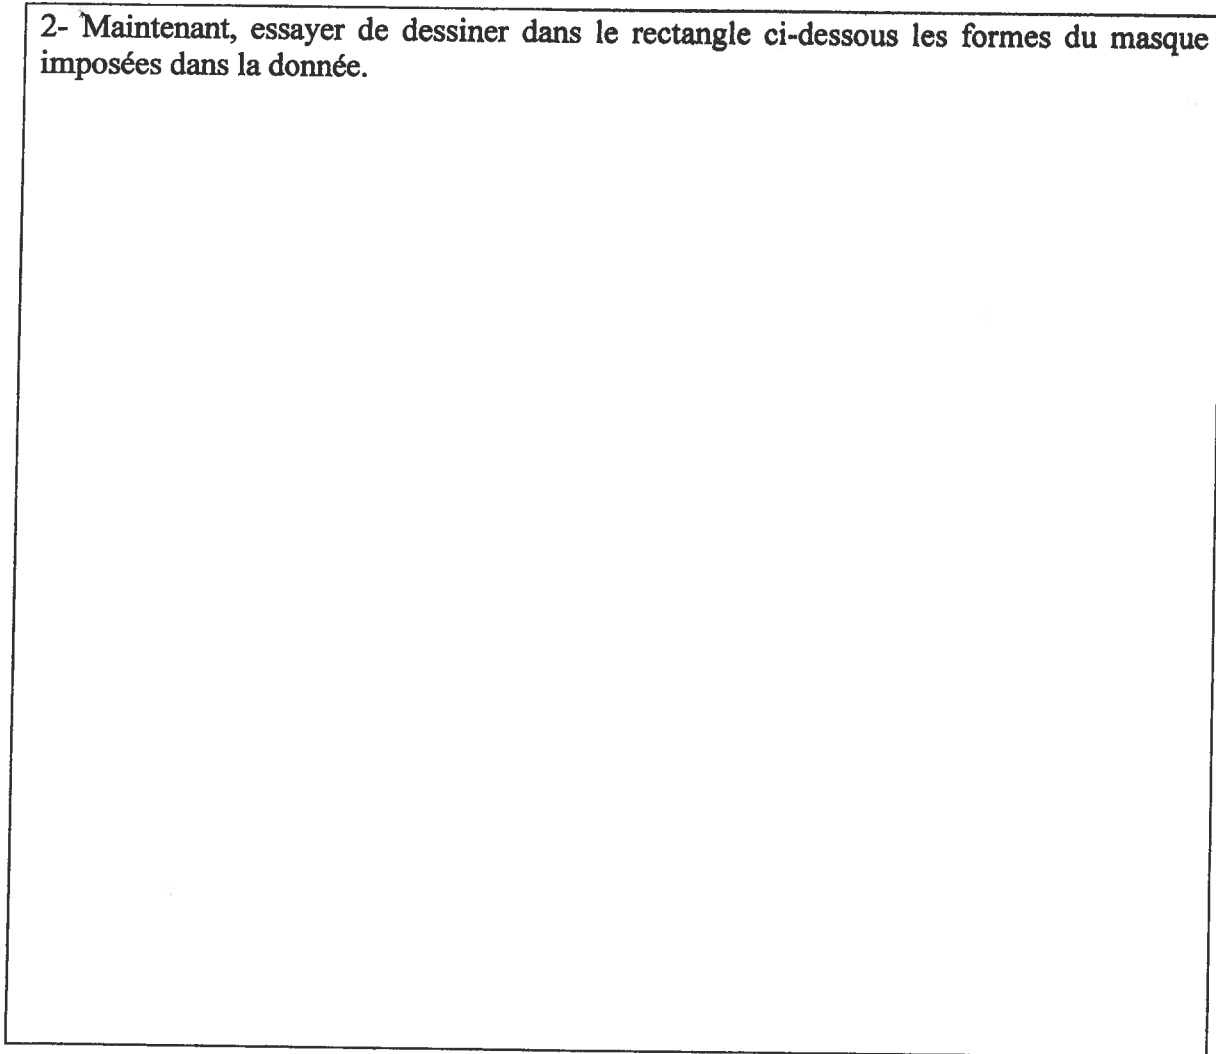 2- Maintenant, essayer de dessiner dans le rectangle ci-dessous les formes du masque
imposées dans la donnée.